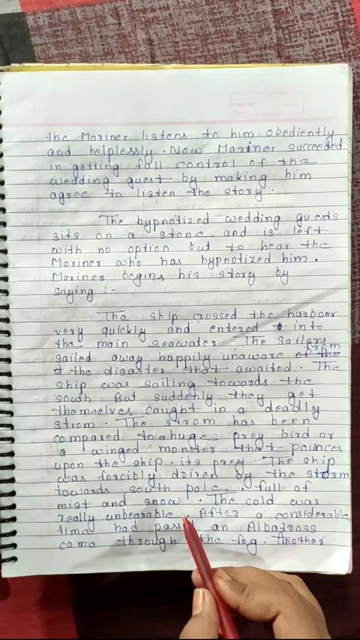 the Mariner listens to him obediently
and helplessly. Now Mariner succeeded
in getting full control of the
wedding guest by making him
agree to listen the story.
The hypnotized wedding guests
sits on a stone and is left
with no option but to hear the
Mariner who has hypnotized him.
Mariner begins his story by
saying :-
The ship crossed the harbour
very quickly and entered into
the main seawater. The sailors
sailed away happily unaware of the
the disaster that awaited. The
ship was sailing towards the
south. But suddenly they get
themselves caught in a deadly
strom. The strom has been
compared to a huge prey bird or
a winged monster that pounces
upon the ship its prey. The ship
was forcibly driven by the storm
towards south pole. full of
mist and snow. The cold was
really unbearable. After a considerable
time had past an Albatross
came through the fog. Another